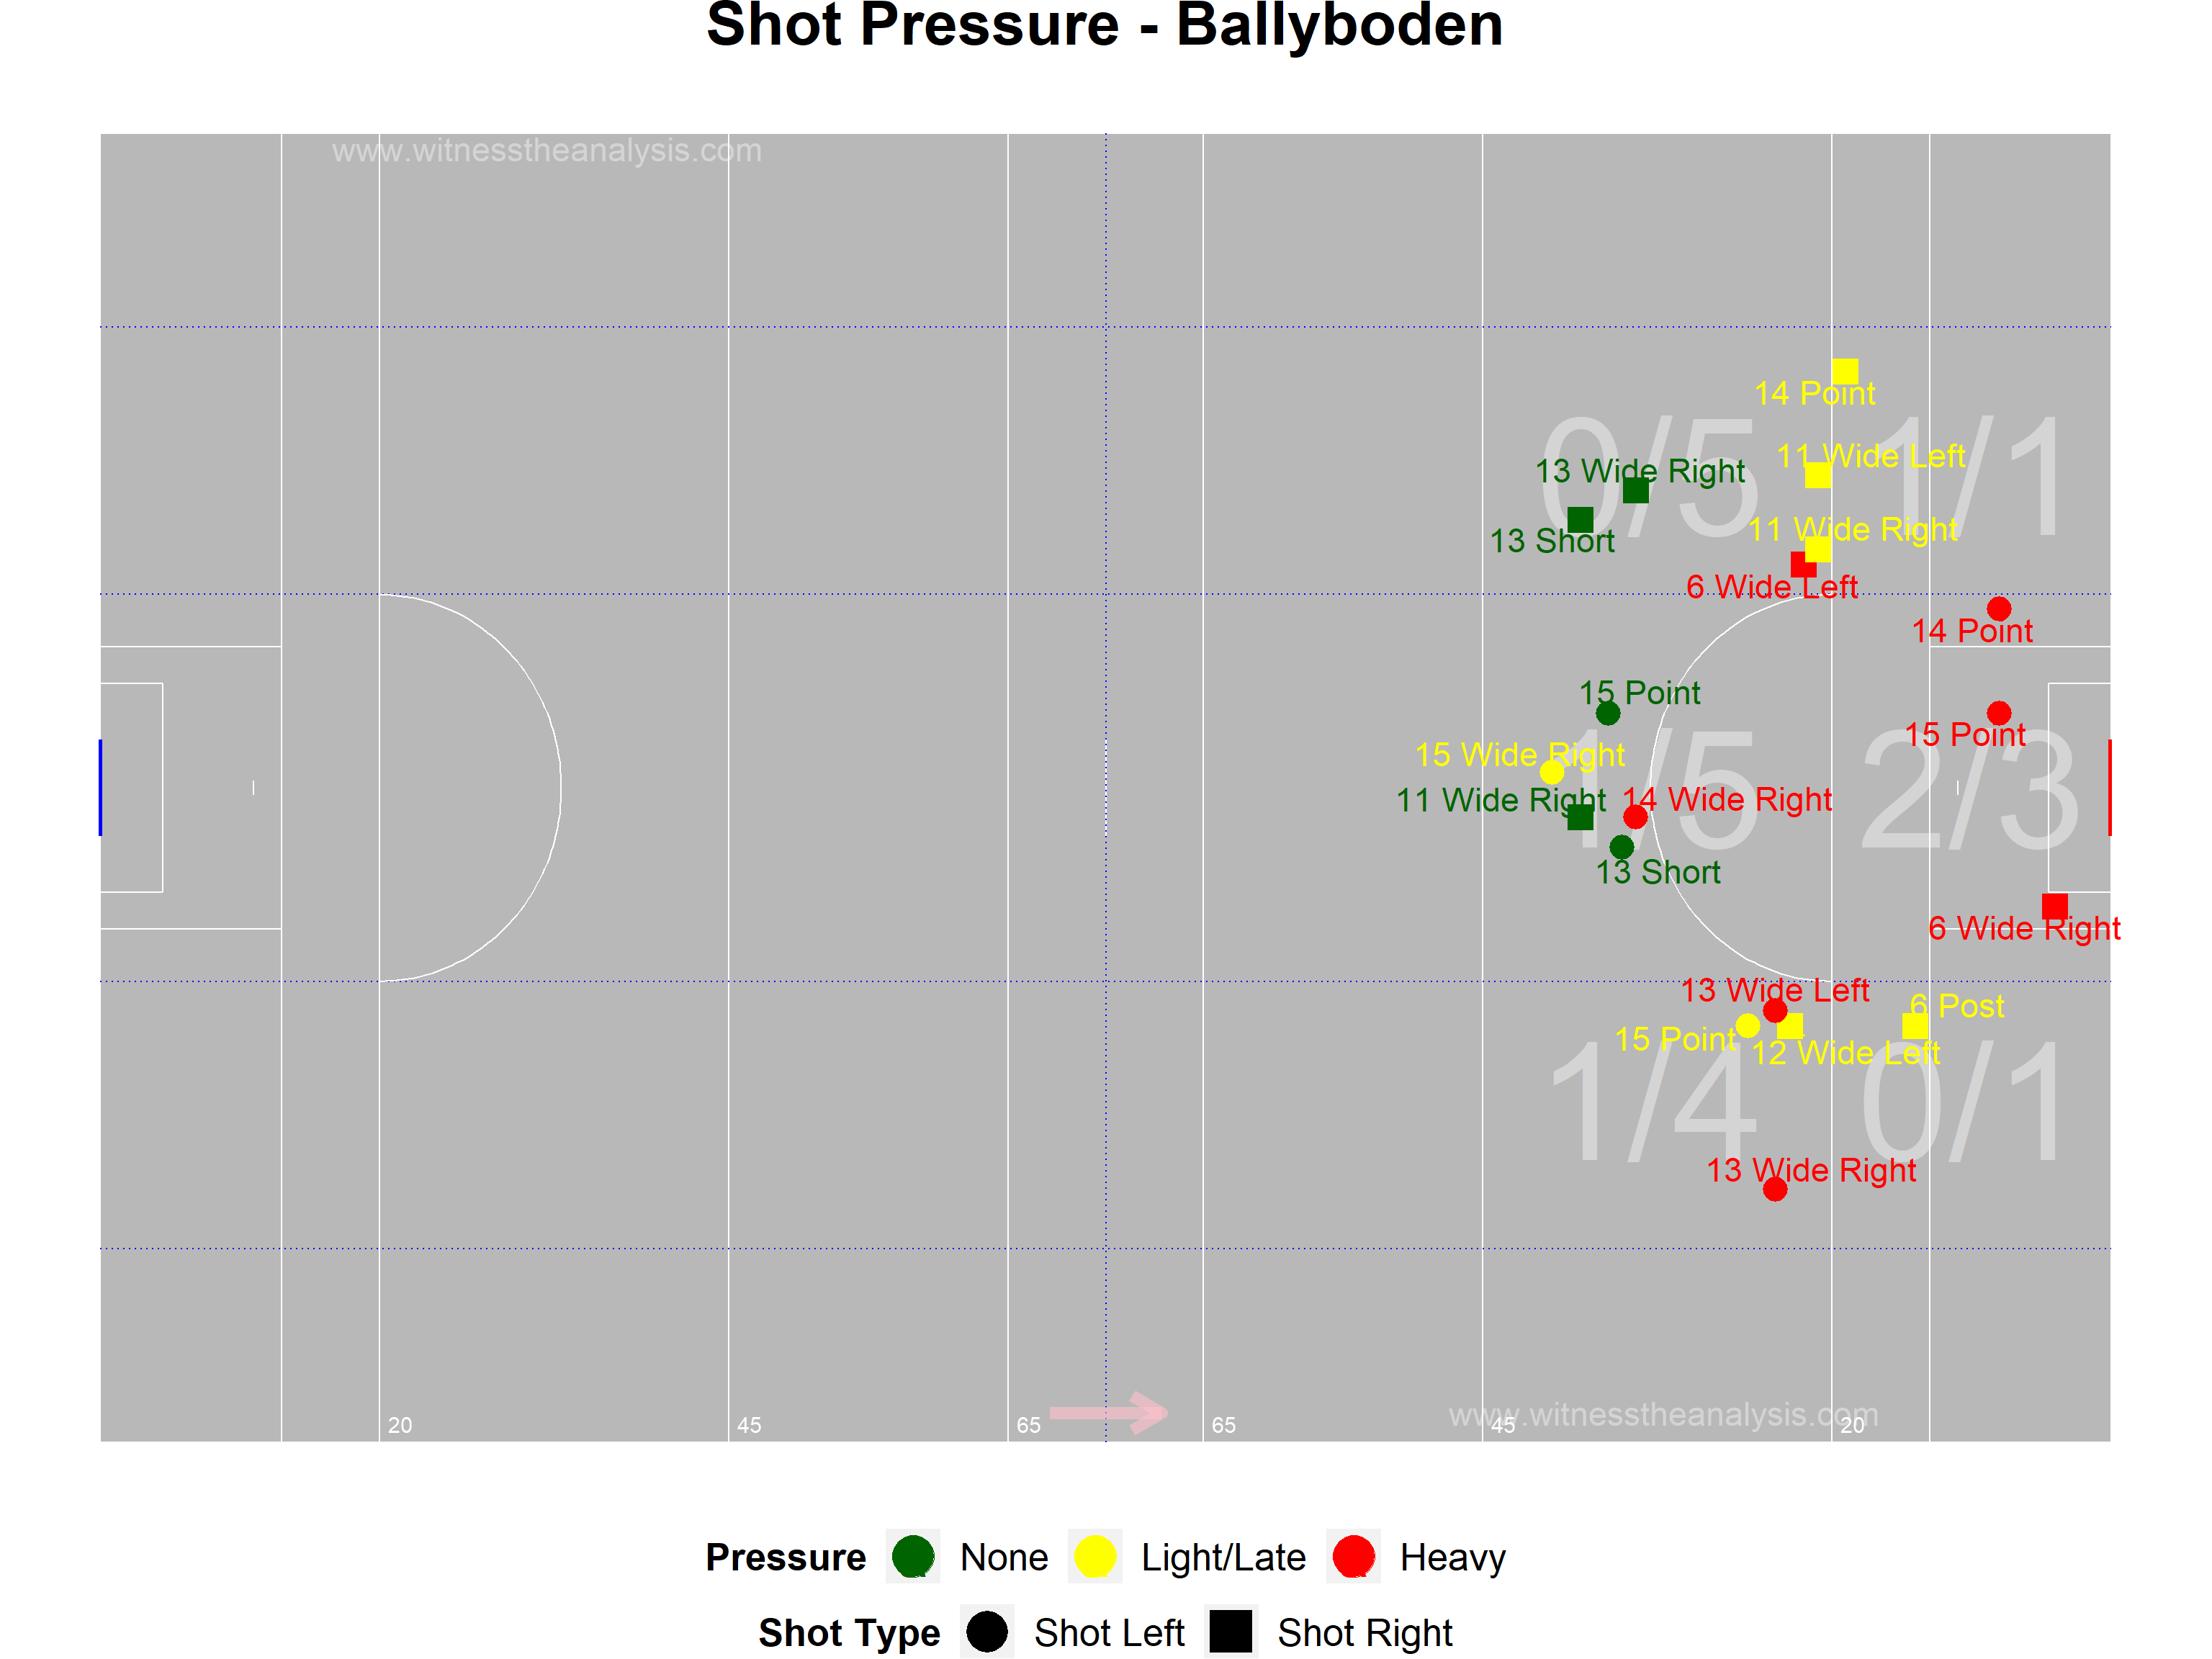 Shot Pressure - Ballyboden
www.witnesstheanalysis.com
14 Point
0/5
1/1
11 Wide Left
13 Wide Right
11 Wide Right
13 Short
6 Wide Left
14 Point
15 Point
15 Point
15 Wide Right
1/5
2/3
11 Wide Right
14 Wide Right
13 Short
6 Wide Right
13 Wide Left
6 Post
15 Point
12 Wide Left
1/4
0/1
13 Wide Right
www.witnesstheanalysis.com
20
45
65
65
45
20
Pressure None Light/Late Heavy
Shot Type Shot Left Shot Right